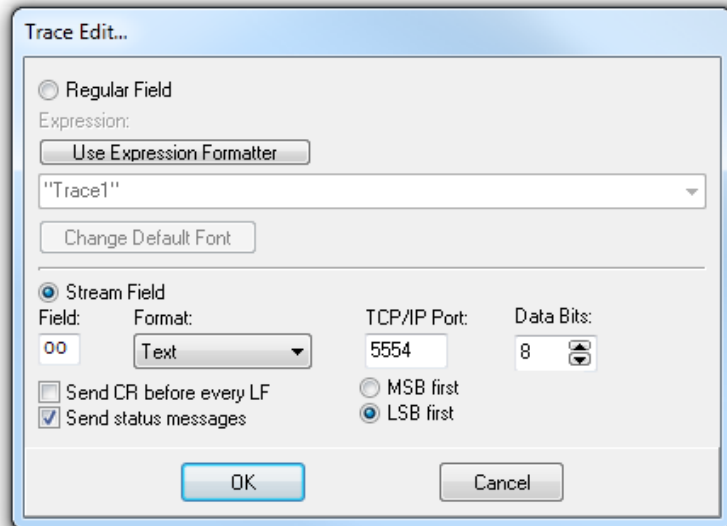 Trace Edit...
Regular Field
Expression:
Use Expression Formatter
"Trace1"
Change Default Font
Stream Field
Field: Format: TCP/IP Port: Data Bits:
00 Text 5554 8
Send CR before every LF MSB first
Send status messages LSB first
OK Cancel